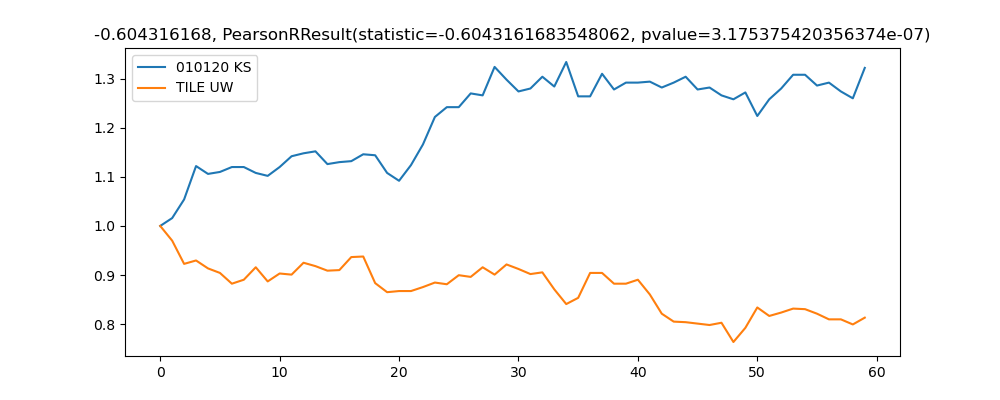 -0.604316168, PearsonRResult(statistic=-0.6043161683548062, pvalue=3.175375420356374e-07)
010120 KS
TILE UW
1.3
1.2
1.1
1.0
0.9
0.8
0 10 20 30 40 50 60